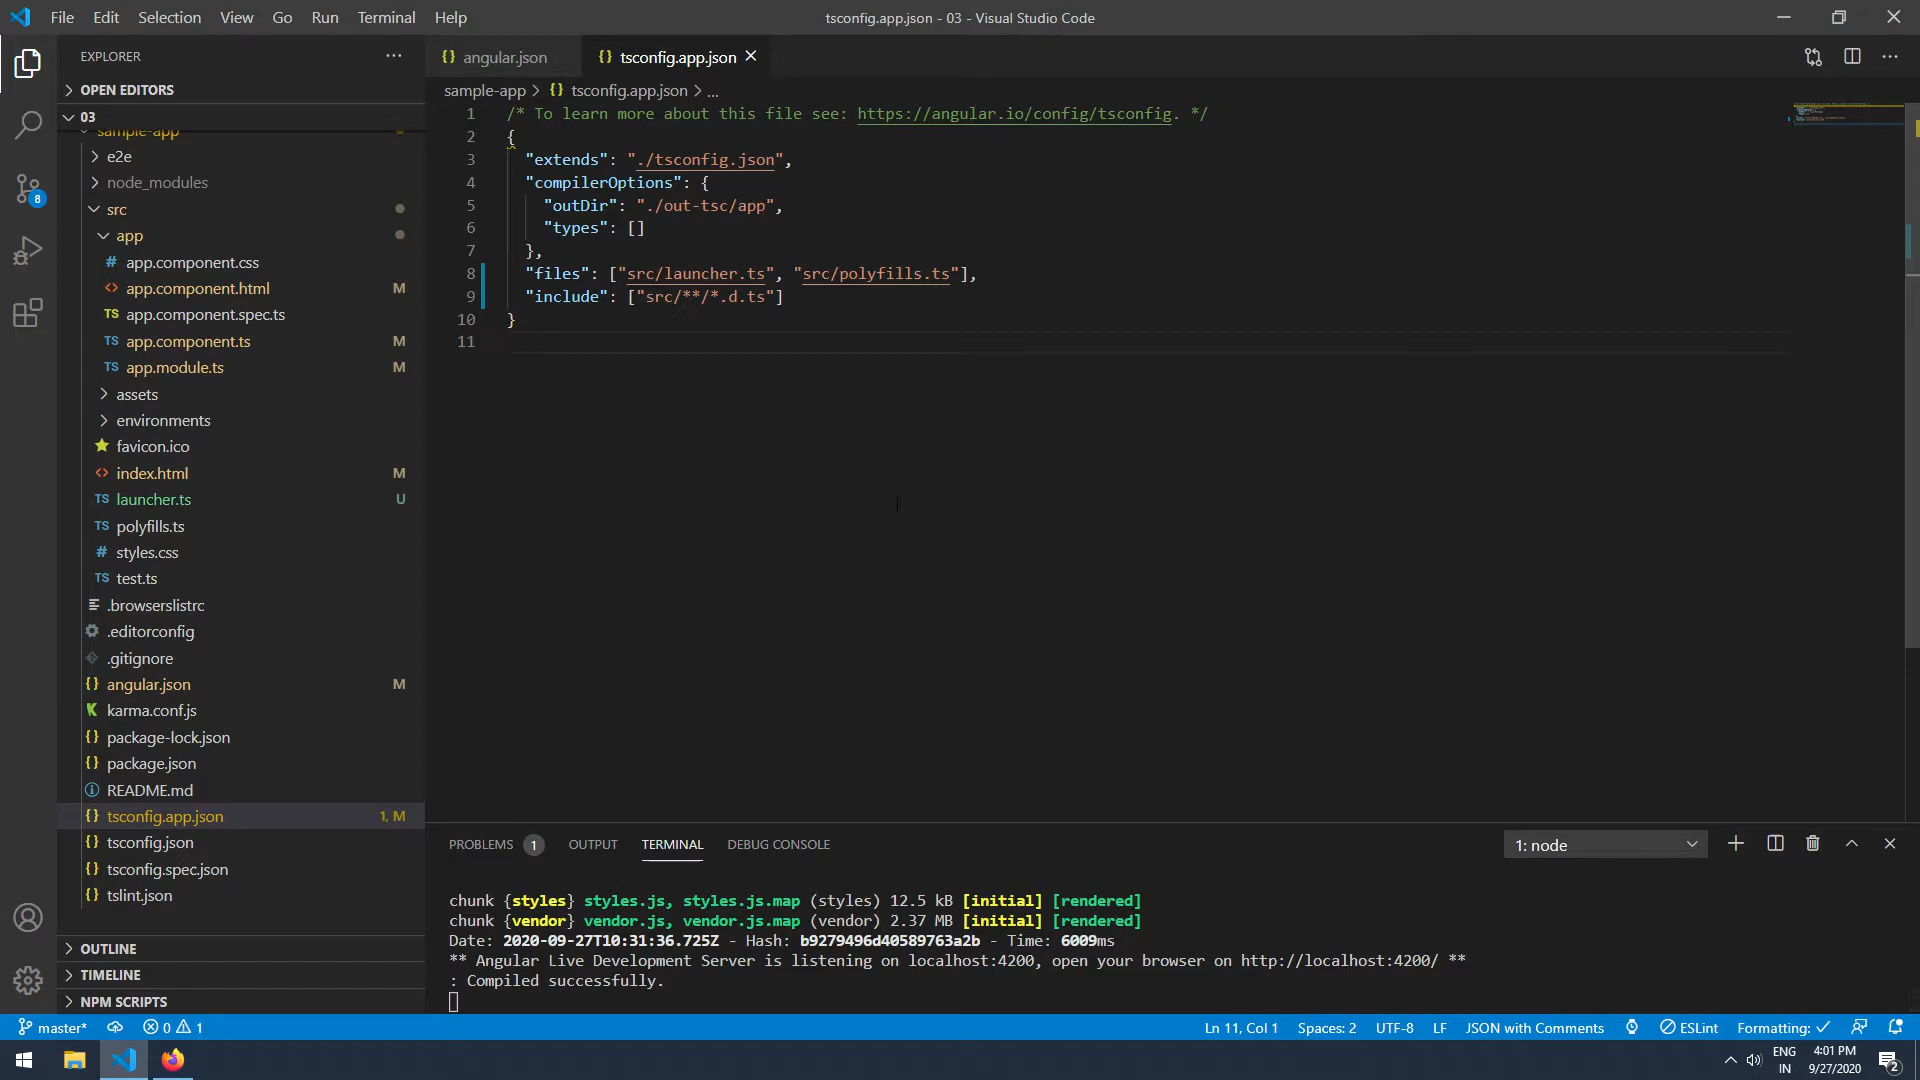 File Edit Selection View Go Run Terminal Help
tsconfig.app.json - 03 - Visual Studio Code
EXPLORER
OPEN EDITORS
03
sample-app
e2e
node_modules
src
app
app.component.css
app.component.html M
app.component.spec.ts
app.component.ts M
app.module.ts M
assets
environments
favicon.ico
index.html M
launcher.ts U
polyfills.ts
styles.css
test.ts
.browserslistrc
.editorconfig
.gitignore
angular.json M
karma.conf.js
package-lock.json
package.json
README.md
tsconfig.app.json 1, M
tsconfig.json
tsconfig.spec.json
tslint.json
OUTLINE
TIMELINE
NPM SCRIPTS
8
{} angular.json {} tsconfig.app.json
sample-app > {} tsconfig.app.json > ...
1 /* To learn more about this file see: https://angular.io/config/tsconfig. */
2 {
3 "extends": "./tsconfig.json",
4 "compilerOptions": {
5 "outDir": "./out-tsc/app",
6 "types": []
7 },
8 "files": ["src/launcher.ts", "src/polyfills.ts"],
9 "include": ["src/**/*.d.ts"]
10 }
11
PROBLEMS 1 OUTPUT TERMINAL DEBUG CONSOLE 1: node
chunk {styles} styles.js, styles.js.map (styles) 12.5 kB [initial] [rendered]
chunk {vendor} vendor.js, vendor.js.map (vendor) 2.37 MB [initial] [rendered]
Date: 2020-09-27T10:31:36.725Z - Hash: b9279496d40589763a2b - Time: 6009ms
** Angular Live Development Server is listening on localhost:4200, open your browser on http://localhost:4200/ **
: Compiled successfully.
master* 0 1 Ln 11, Col 1 Spaces: 2 UTF-8 LF JSON with Comments ESLint Formatting: ✓
ENG
IN
4:01 PM
9/27/2020
2